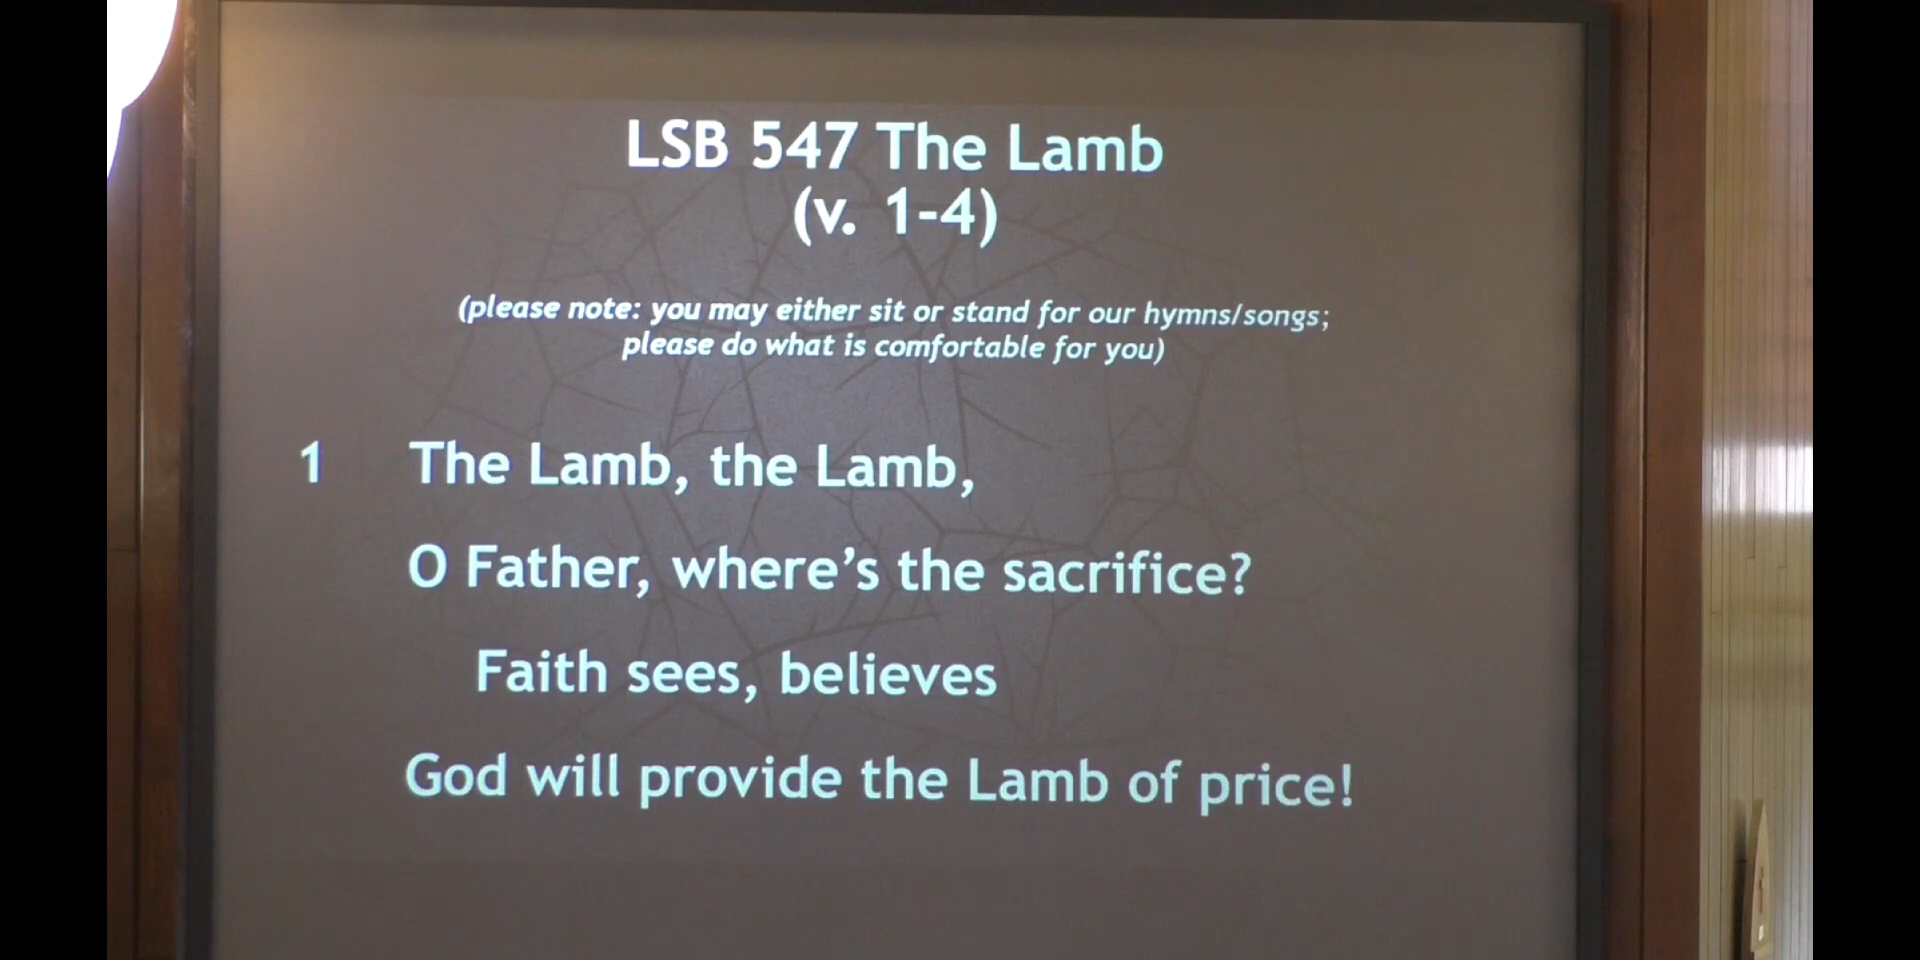 LSB 547 The Lamb
(v. 1-4)
(please note: you may either sit or stand for our hymns/songs;
please do what is comfortable for you)
1 The Lamb, the Lamb,
O Father, where’s the sacrifice?
Faith sees, believes
God will provide the Lamb of price!